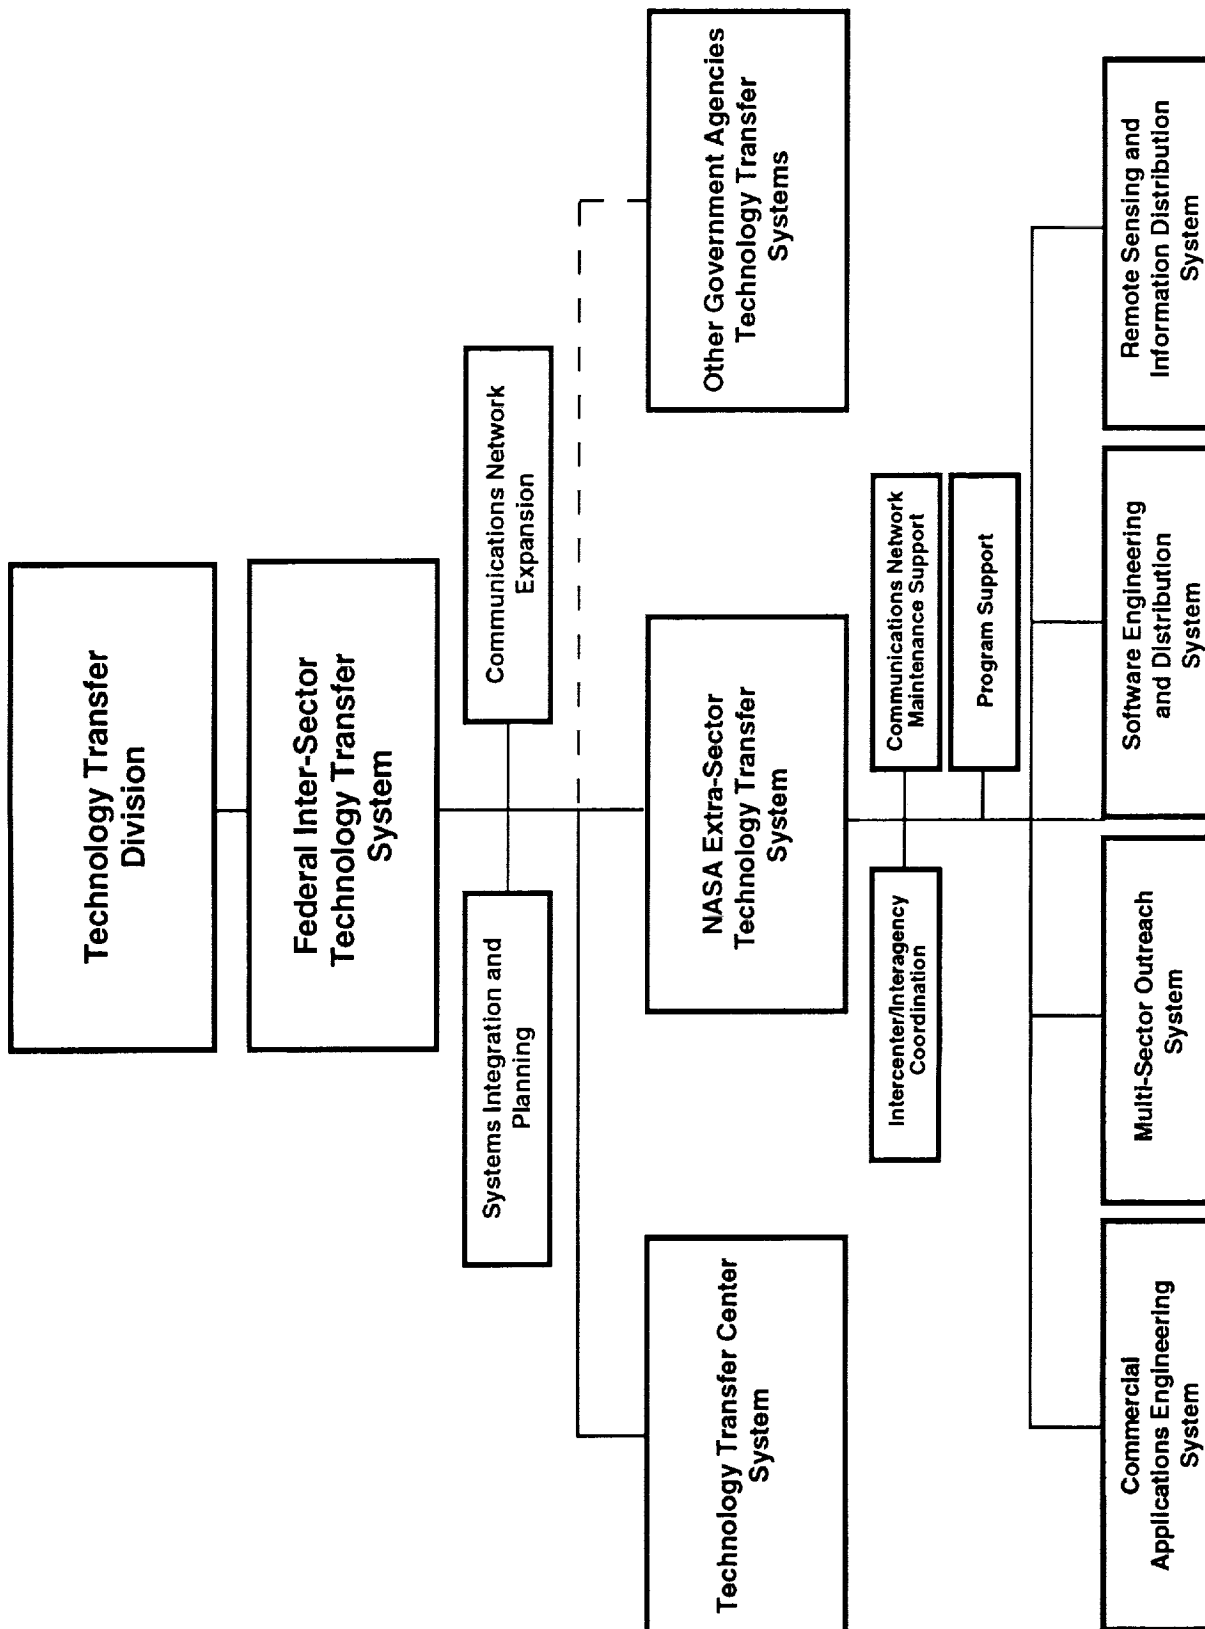 Technology Transfer
Division
Federal Inter-Sector
Technology Transfer
System
Systems Integration and
Planning
Communications Network
Expansion
Technology Transfer Center
System
NASA Extra-Sector
Technology Transfer
System
Other Government Agencies
Technology Transfer
Systems
Intercenter/Interagency
Coordination
Communications Network
Maintenance Support
Program Support
Commercial
Applications Engineering
System
Multi-Sector Outreach
System
Software Engineering
and Distribution
System
Remote Sensing and
Information Distribution
System